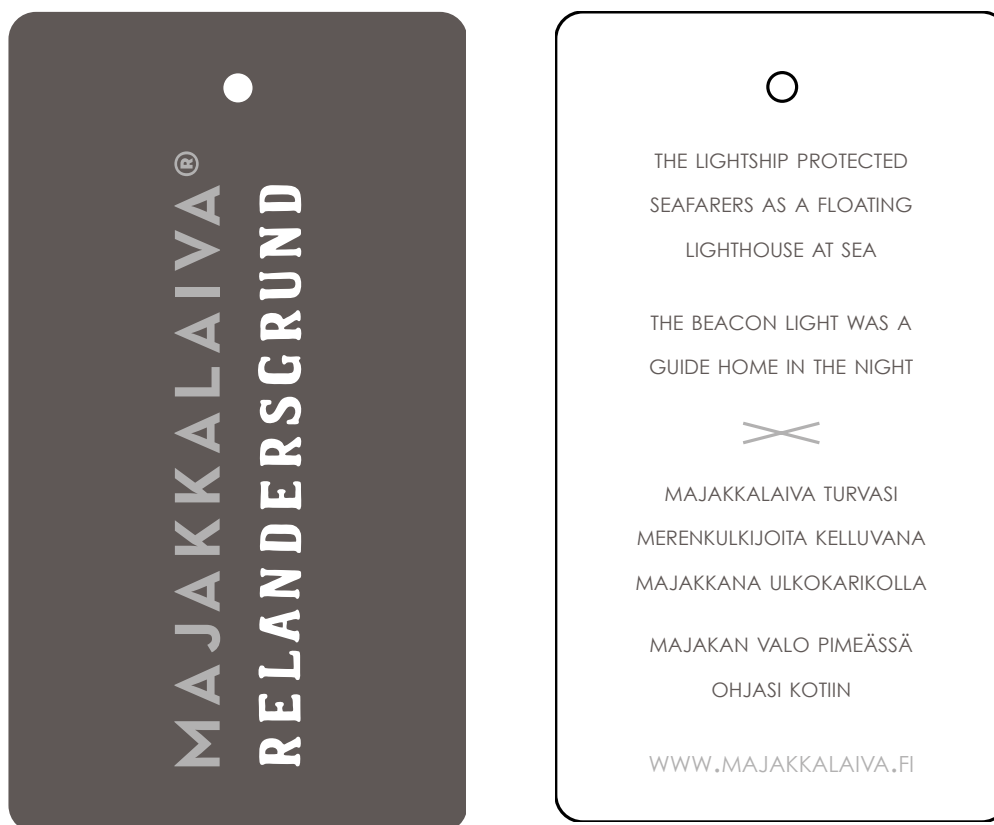 MAJAKKALAIVA®
RELANDERSGRUND
THE LIGHTSHIP PROTECTED
SEAFARERS AS A FLOATING
LIGHTHOUSE AT SEA
THE BEACON LIGHT WAS A
GUIDE HOME IN THE NIGHT
MAJAKKALAIVA TURVASI
MERENKULKIJOITA KELLUVANA
MAJAKKANA ULKOKARIKOLLA
MAJAKAN VALO PIMEÄSSÄ
OHJASI KOTIIN
WWW.MAJAKKALAIVA.FI